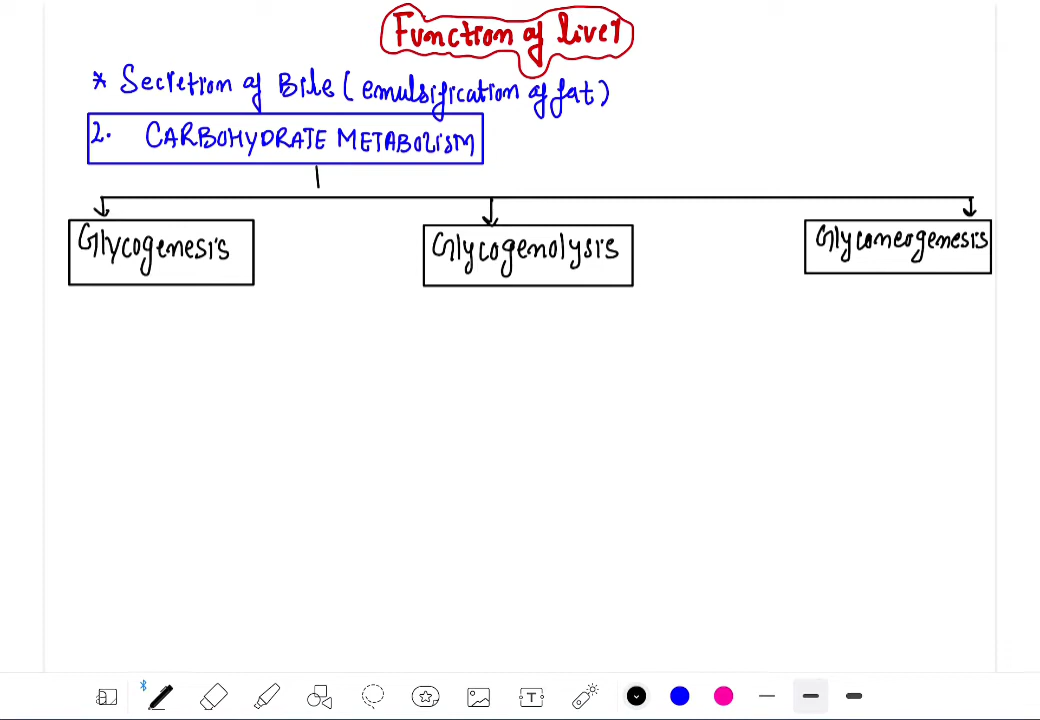 Function of liver
* Secretion of Bile (emulsification of fat)
2. CARBOHYDRATE METABOLISM
Glycogenesis
Glycogenolysis
Glyconeogenesis